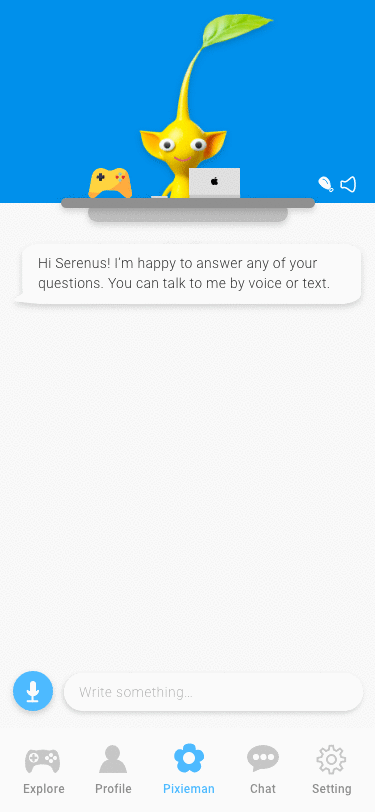 Hi Serenus! I'm happy to answer any of your
questions. You can talk to me by voice or text.
Write something...
Explore Profile Pixieman Chat Setting